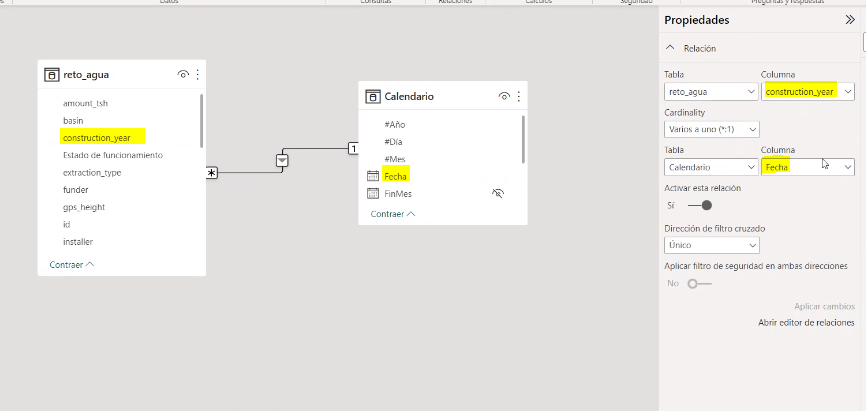 Datos
Consultas
Relaciones
Cálculos
Seguridad
Preguntas y respuestas
reto_agua
amount_tsh
basin
construction_year
Estado de funcionamiento
extraction_type
funder
gps_height
id
installer
Contraer
*
1
Calendario
#Año
#Día
#Mes
Fecha
FinMes
Contraer
Propiedades
Relación
Tabla
Columna
reto_agua
construction_year
Cardinality
Varios a uno (*:1)
Tabla
Columna
Calendario
Fecha
Activar esta relación
Sí
Dirección de filtro cruzado
Único
Aplicar filtro de seguridad en ambas direcciones
No
Aplicar cambios
Abrir editor de relaciones